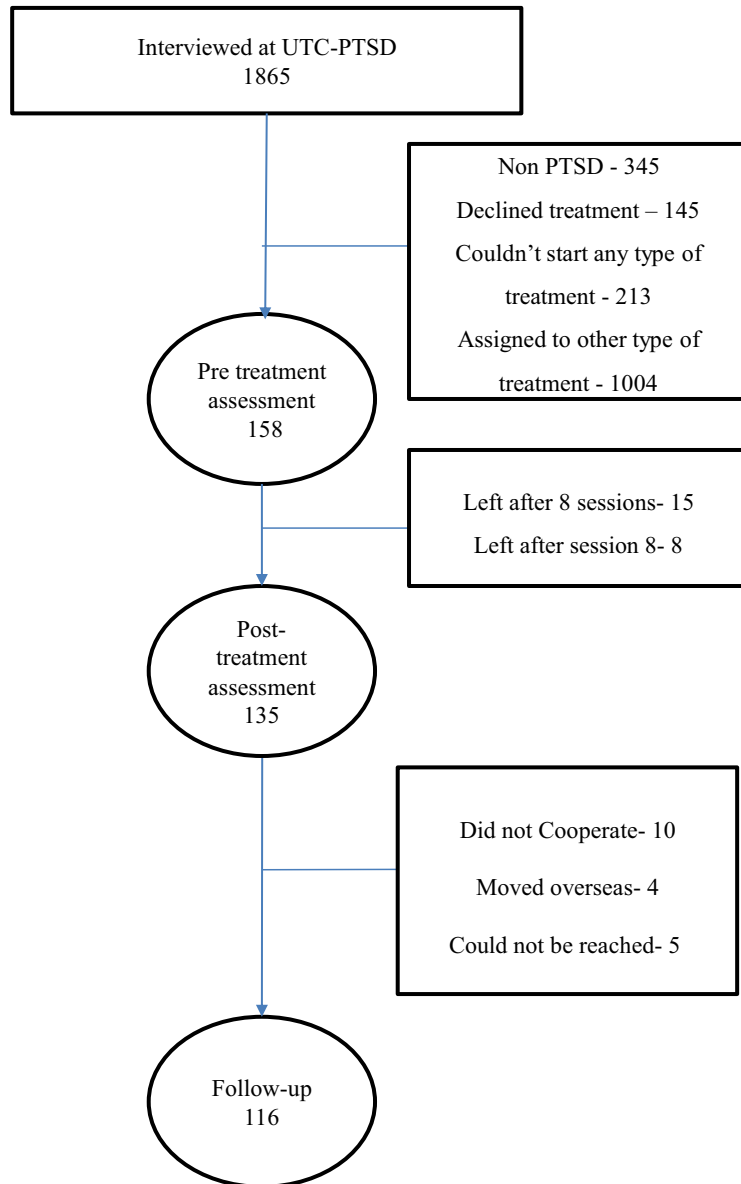 Interviewed at UTC-PTSD
1865
Non PTSD - 345
Declined treatment – 145
Couldn’t start any type of
treatment - 213
Assigned to other type of
treatment - 1004
Pre treatment
assessment
158
Left after 8 sessions- 15
Left after session 8- 8
Post-
treatment
assessment
135
Did not Cooperate- 10
Moved overseas- 4
Could not be reached- 5
Follow-up
116